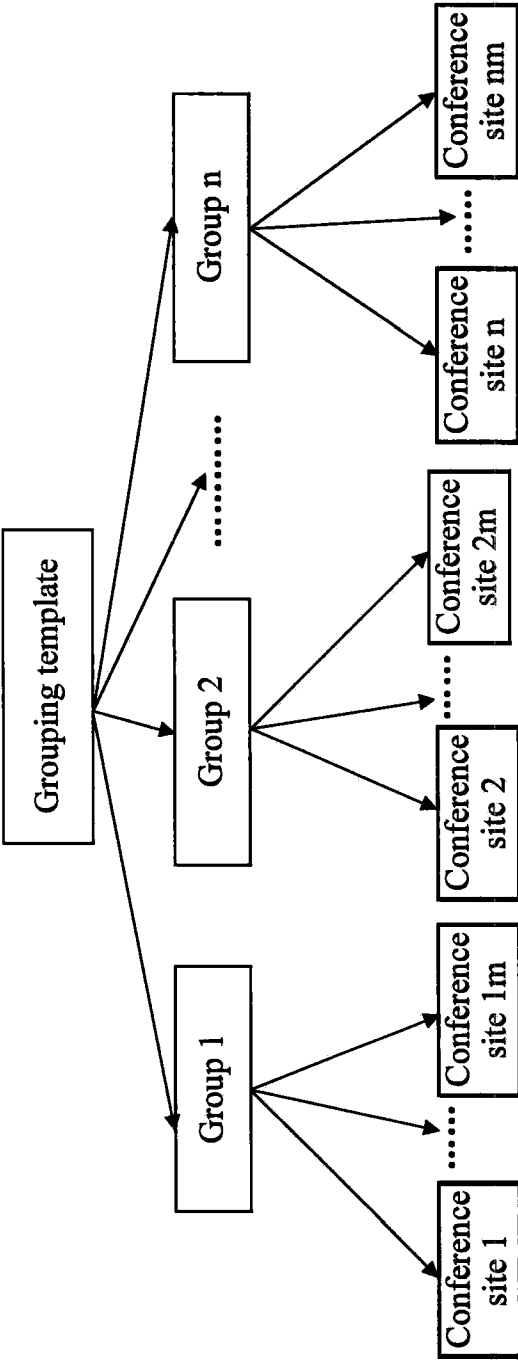 Grouping template
Group 1
Group 2
...........
Group n
Conference
site 1
......
Conference
site 1m
Conference
site 2
......
Conference
site 2m
Conference
site n
......
Conference
site nm